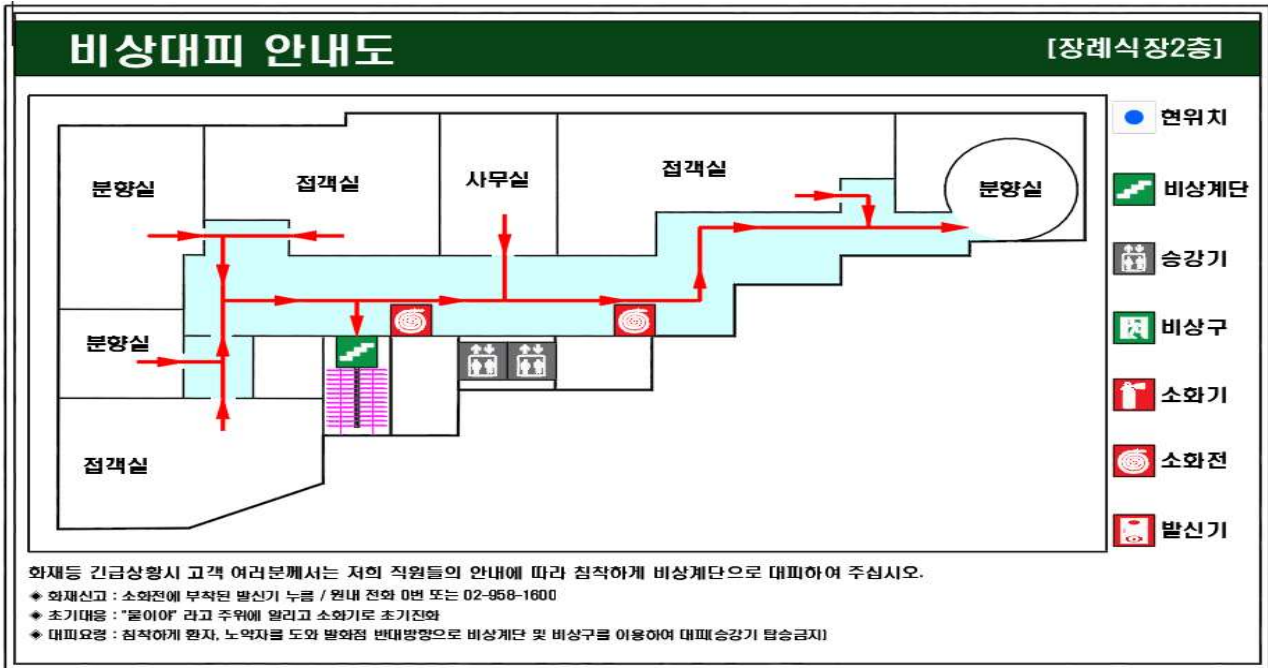 비상대피 안내도
[장례식장2층]
현위치
비상계단
승강기
비상구
소화기
소화전
발신기
분향실
접객실
사무실
접객실
분향실
분향실
접객실
화재등 긴급상황시 고객 여러분께서는 저희 직원들의 안내에 따라 침착하게 비상계단으로 대피하여 주십시오.
◈ 화재신고 : 소화전에 부착된 발신기 누름 / 원내 전화 0번 또는 02-958-1600
◈ 초기대응 : "불이야" 라고 주위에 알리고 소화기로 초기진화
◈ 대피요령 : 침착하게 환자, 노약자를 도와 발화점 반대방향으로 비상계단 및 비상구를 이용하여 대피(승강기 탑승금지)